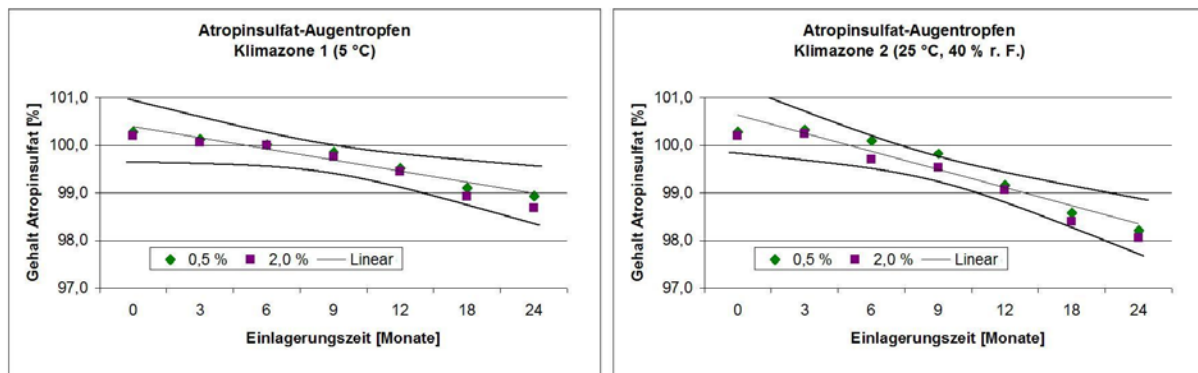 Atropinsulfat-Augentropfen
Klimazone 1 (5 °C)
Gehalt Atropinsulfat [%]
101,0
100,0
99,0
98,0
97,0
0,5 % 2,0 % Linear
0 3 6 9 12 18 24
Einlagerungszeit [Monate]
Atropinsulfat-Augentropfen
Klimazone 2 (25 °C, 40 % r. F.)
Gehalt Atropinsulfat [%]
101,0
100,0
99,0
98,0
97,0
0,5 % 2,0 % Linear
0 3 6 9 12 18 24
Einlagerungszeit [Monate]